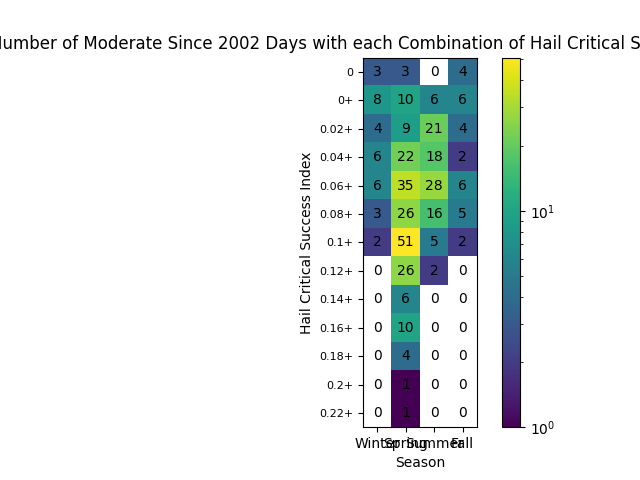 Number of Moderate Since 2002 Days with each Combination of Hail Critical S
0 3 3 0 4
0+ 8 10 6 6
0.02+ 4 9 21 4
0.04+ 6 22 18 2
0.06+ 6 35 28 6
0.08+ 3 26 16 5
0.1+ 2 51 5 2
0.12+ 0 26 2 0
0.14+ 0 6 0 0
0.16+ 0 10 0 0
0.18+ 0 4 0 0
0.2+ 0 1 0 0
0.22+ 0 1 0 0
Winter Spring Summer Fall
Season
Hail Critical Success Index
10¹
10⁰